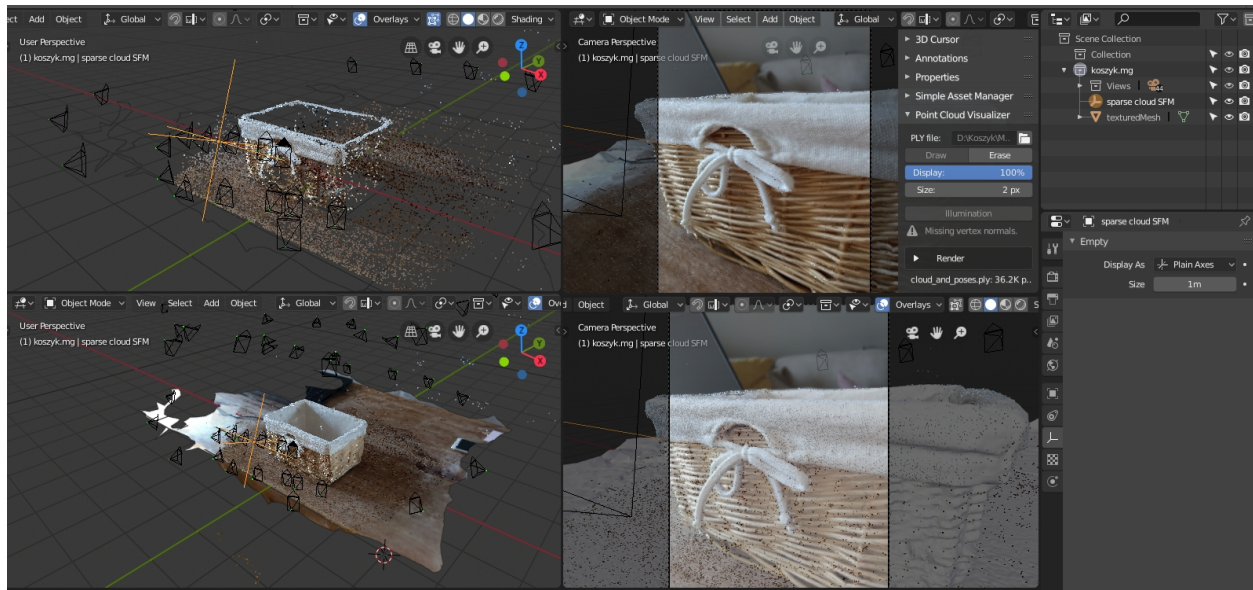 ect Add Object Global Overlays Shading
User Perspective
(1) koszyk.mg | sparse cloud SFM
Z
Y
X
Object Mode View Select Add Object Global
Camera Perspective
(1) koszyk.mg | sparse cloud SFM
3D Cursor
Annotations
Properties
Simple Asset Manager
Point Cloud Visualizer
PLY file: D:\Koszyk\M..
Draw Erase
Display: 100%
Size: 2 px
Illumination
Missing vertex normals.
Render
cloud_and_poses.ply: 36.2K p..
Scene Collection
Collection
koszyk.mg
Views 44
sparse cloud SFM
texturedMesh
sparse cloud SFM
Empty
Display As Plain Axes
Size 1m
Object Mode View Select Add Object Global Ov
User Perspective
(1) koszyk.mg | sparse cloud SFM
Z
Y
X
d Object Global Overlays S
Camera Perspective
(1) koszyk.mg | sparse cloud SFM